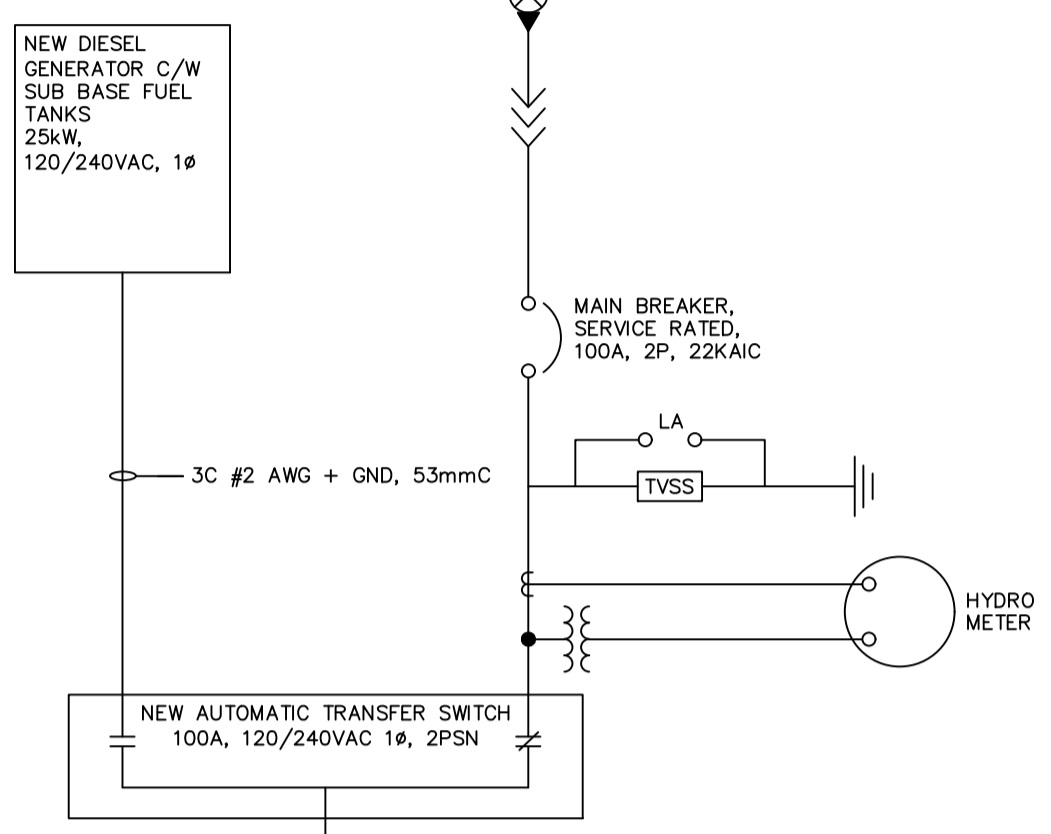 NEW DIESEL
GENERATOR C/W
SUB BASE FUEL
TANKS
25kW,
120/240VAC, 1ø
MAIN BREAKER,
SERVICE RATED,
100A, 2P, 22KAIC
LA
TVSS
3C #2 AWG + GND, 53mmC
HYDRO
METER
NEW AUTOMATIC TRANSFER SWITCH
100A, 120/240VAC 1ø, 2PSN